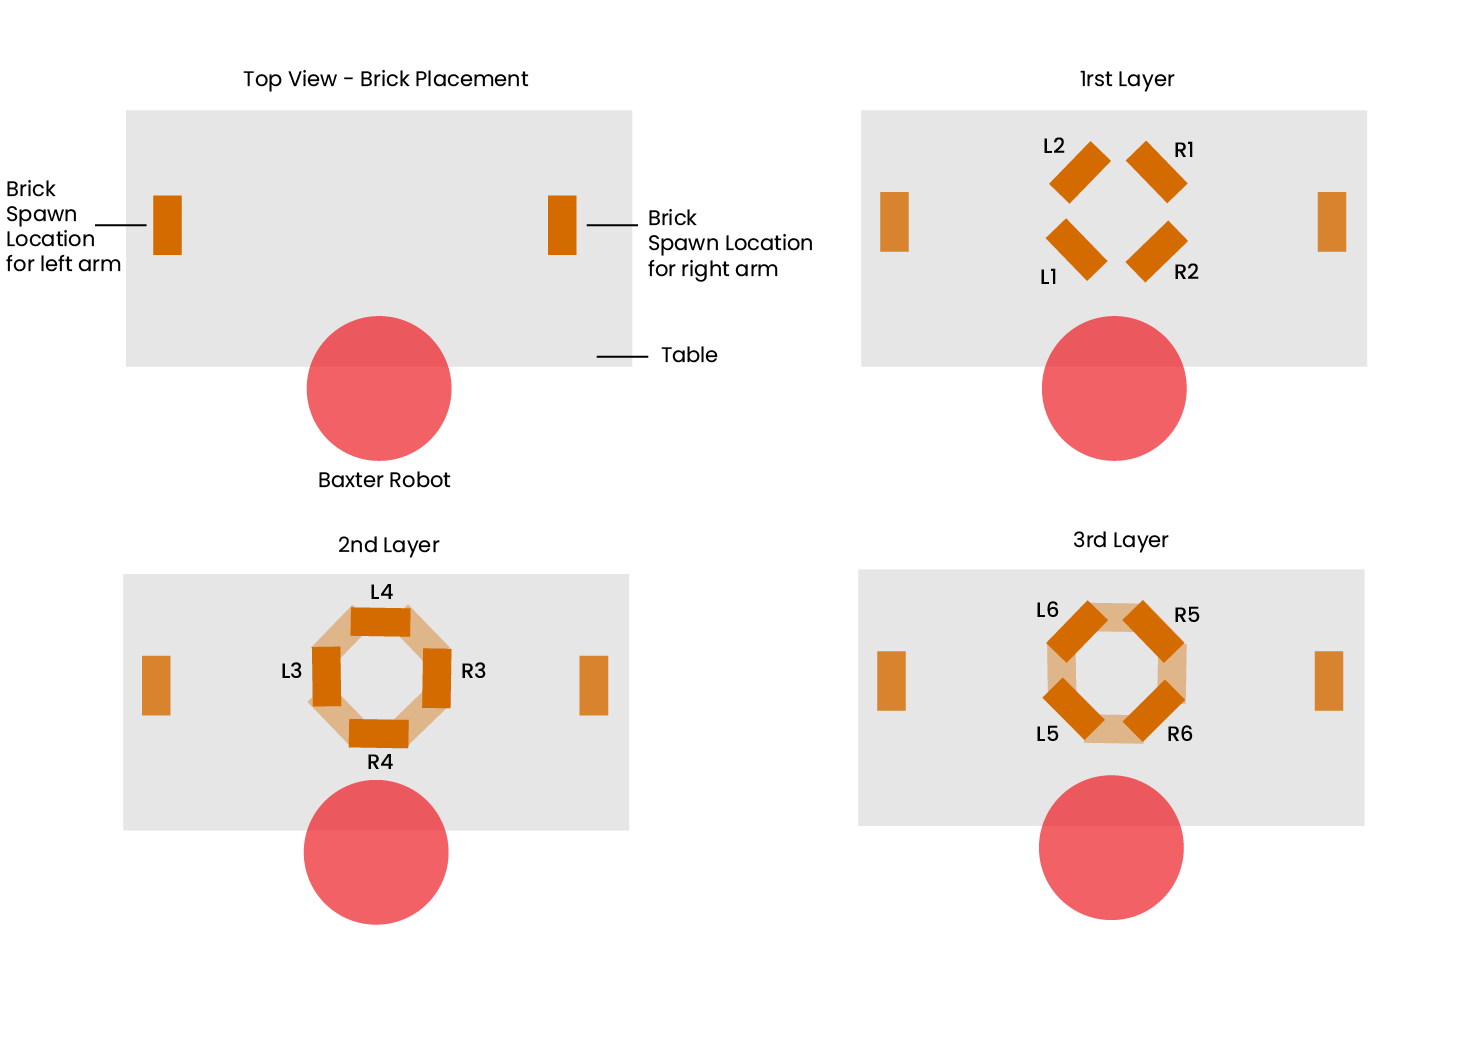 Top View - Brick Placement
Brick
Spawn
Location
for left arm
Brick
Spawn Location
for right arm
Table
Baxter Robot
1rst Layer
L2
R1
L1
R2
2nd Layer
L4
L3
R3
R4
3rd Layer
L6
R5
L5
R6